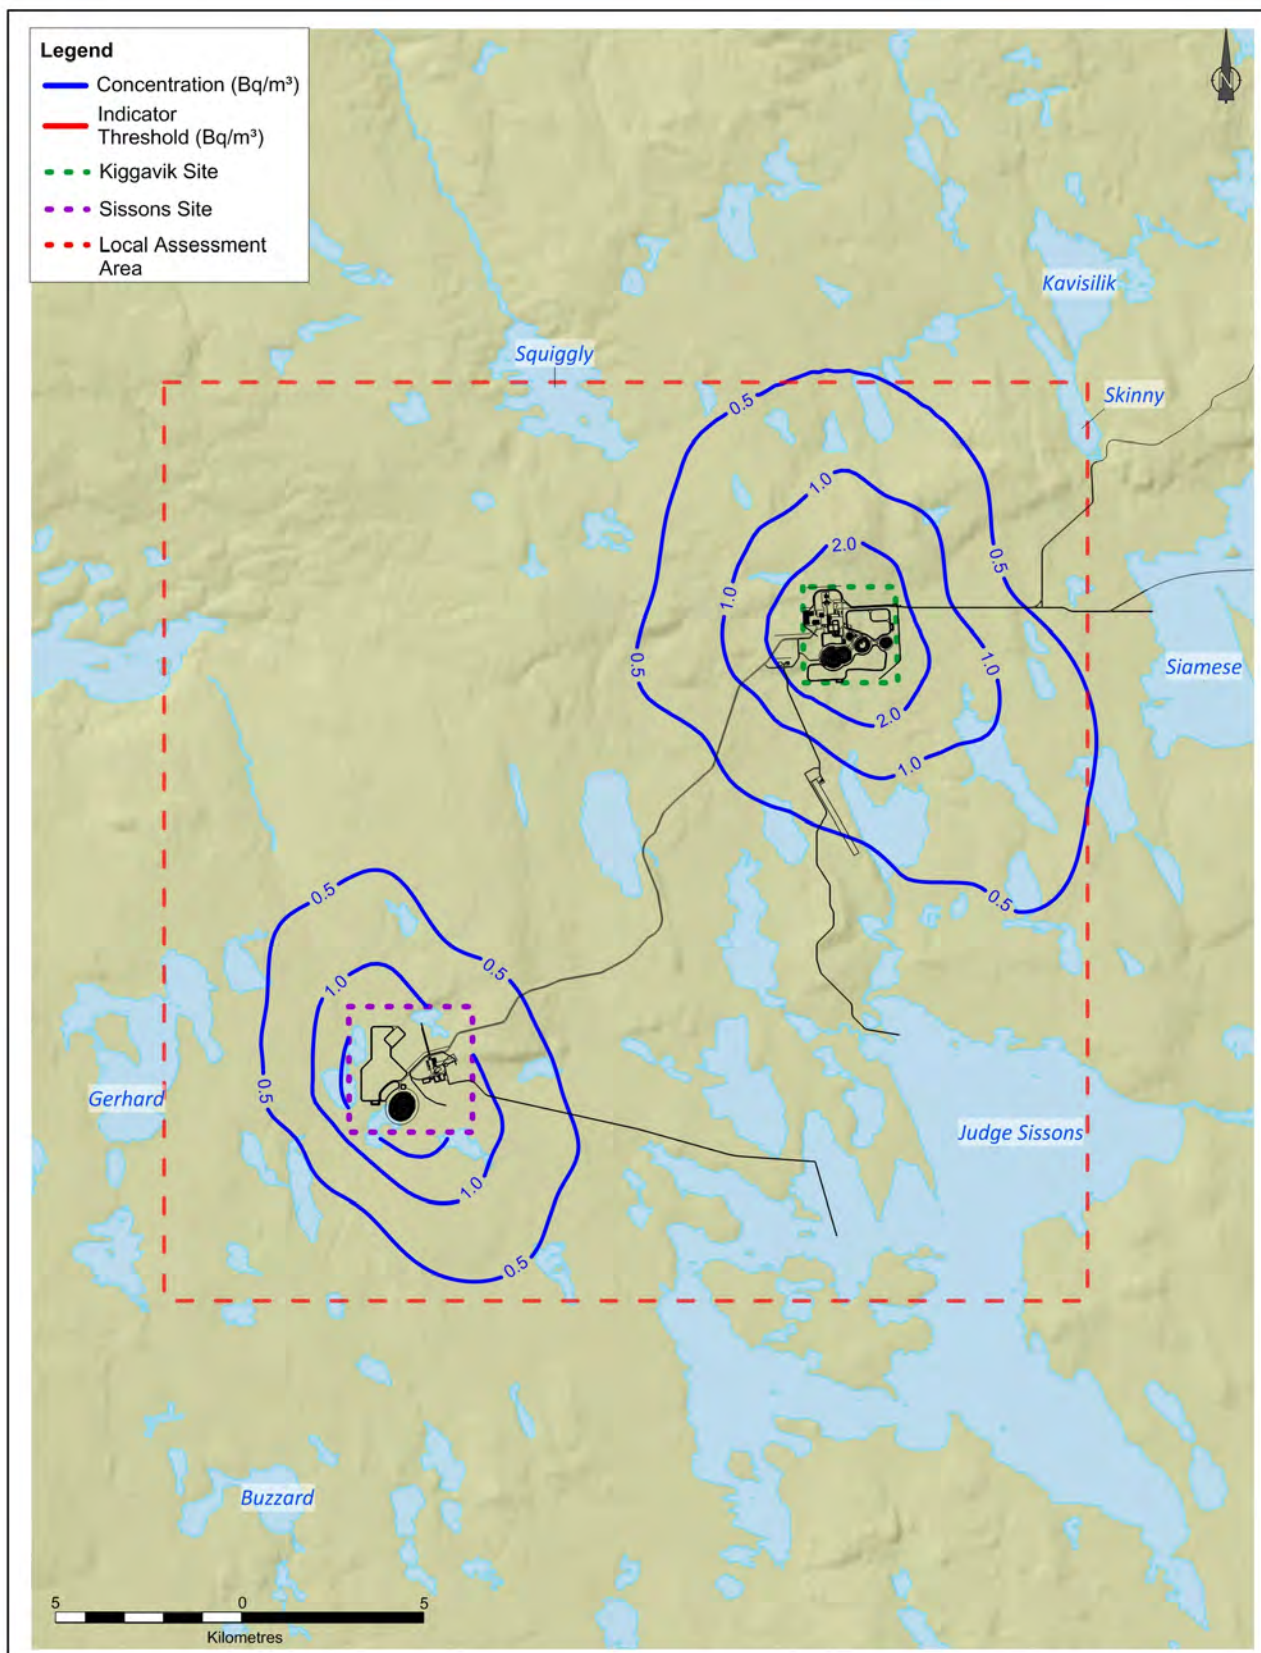 Legend
Concentration (Bq/m³)
Indicator
Threshold (Bq/m³)
Kiggavik Site
Sissons Site
Local Assessment
Area
N
Kavisilik
Squiggly
Skinny
0.5
1.0
0.5
2.0
1.0
0.5
1.0
Siamese
2.0
1.0
0.5
0.5
0.5
1.0
0.5
Gerhard
Judge Sissons
1.0
0.5
Buzzard
5 0 5
Kilometres